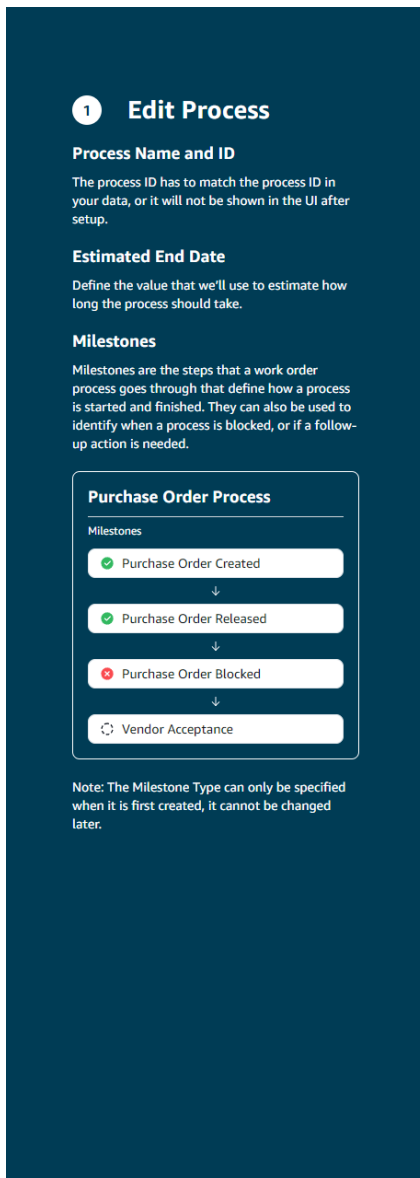 1 Edit Process
Process Name and ID
The process ID has to match the process ID in
your data, or it will not be shown in the UI after
setup.
Estimated End Date
Define the value that we'll use to estimate how
long the process should take.
Milestones
Milestones are the steps that a work order
process goes through that define how a process
is started and finished. They can also be used to
identify when a process is blocked, or if a follow-
up action is needed.
Purchase Order Process
Milestones
Purchase Order Created
Purchase Order Released
Purchase Order Blocked
Vendor Acceptance
Note: The Milestone Type can only be specified
when it is first created, it cannot be changed
later.